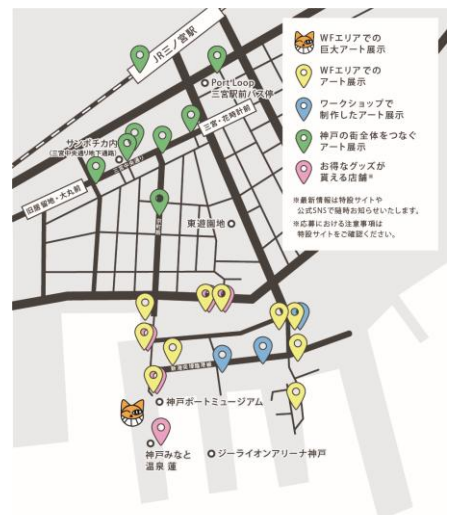 JR三ノ宮駅
Port Loop
三宮駅前バス停
三宮・花時計前
サンポチカ内
(三宮中央通り地下通路)
三宮中央通り
旧居留地・大丸前
東遊園地
神戸ポートミュージアム
神戸みなと
温泉 蓮
ジーライオンアリーナ神戸
WFエリアでの
巨大アート展示
WFエリアでの
アート展示
ワークショップで
制作したアート展示
神戸の街全体をつなぐ
アート展示
お得なグッズが
貰える店舗※
※最新情報は特設サイトや
公式SNSで随時お知らせいたします。
※応募における注意事項は
特設サイトをご確認ください。